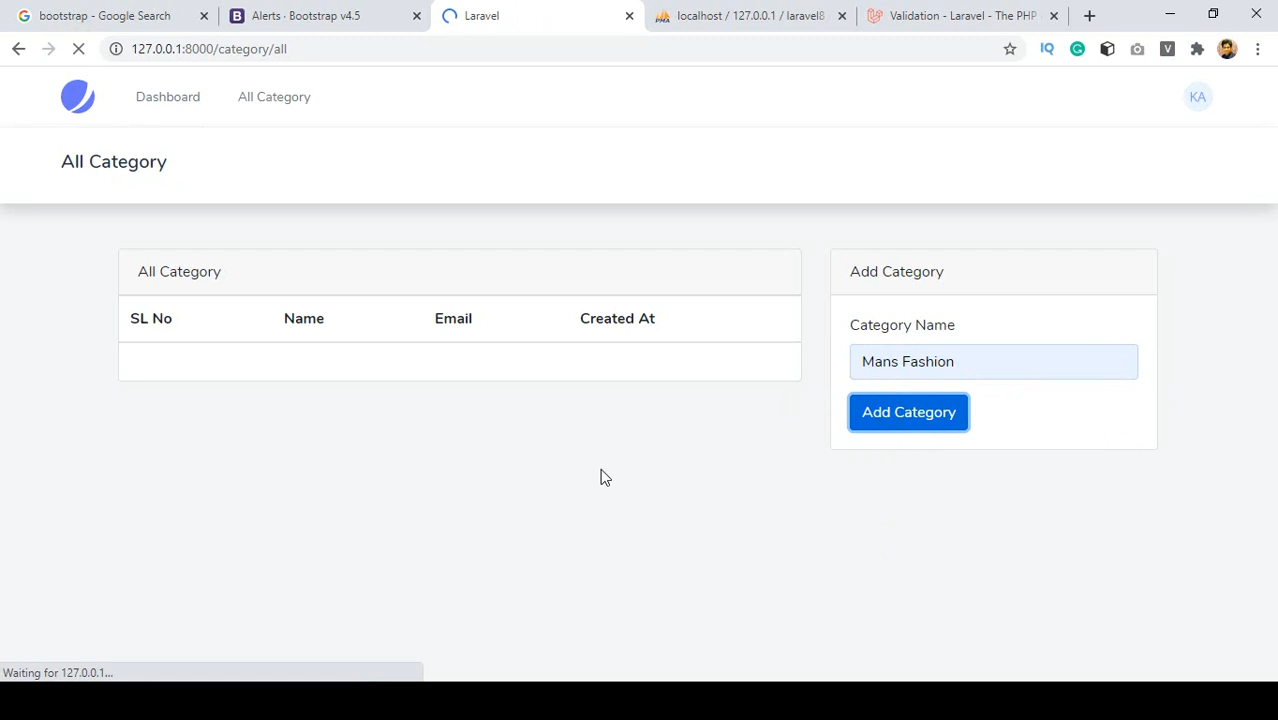 bootstrap - Google Search
Alerts · Bootstrap v4.5
Laravel
localhost / 127.0.0.1 / laravel8
Validation - Laravel - The PHP
127.0.0.1:8000/category/all
IQ
V
Dashboard
All Category
KA
All Category
All Category
SL No
Name
Email
Created At
Add Category
Category Name
Mans Fashion
Add Category
Waiting for 127.0.0.1...